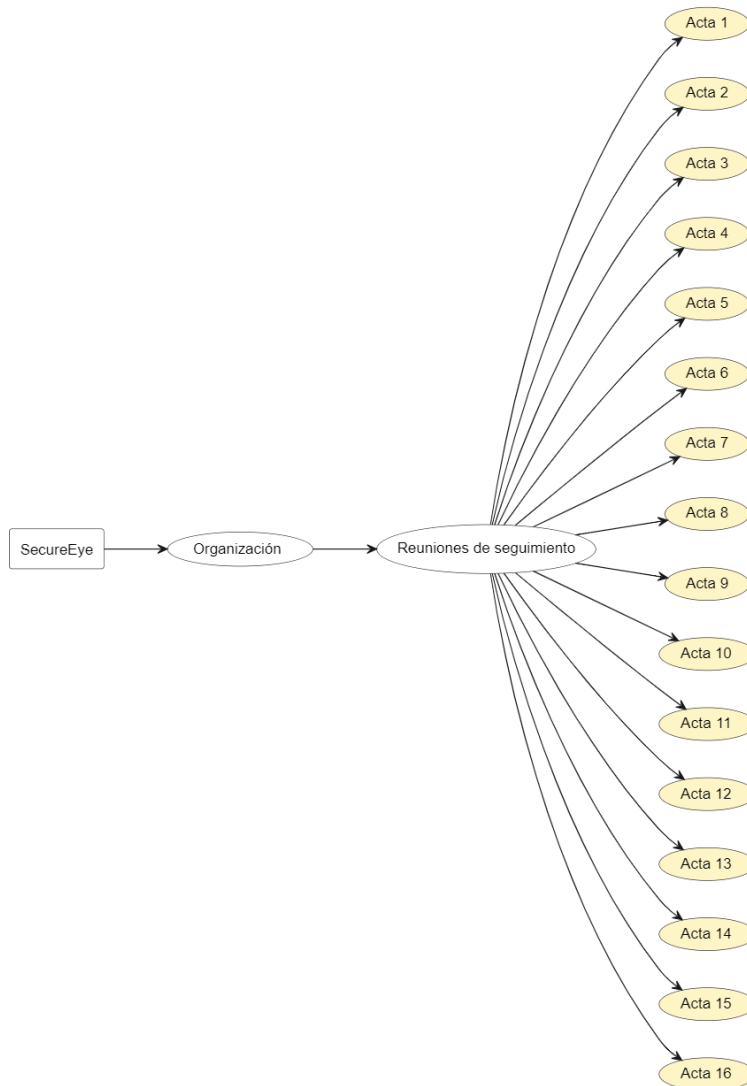 SecureEye
Organización
Reuniones de seguimiento
Acta 1
Acta 2
Acta 3
Acta 4
Acta 5
Acta 6
Acta 7
Acta 8
Acta 9
Acta 10
Acta 11
Acta 12
Acta 13
Acta 14
Acta 15
Acta 16